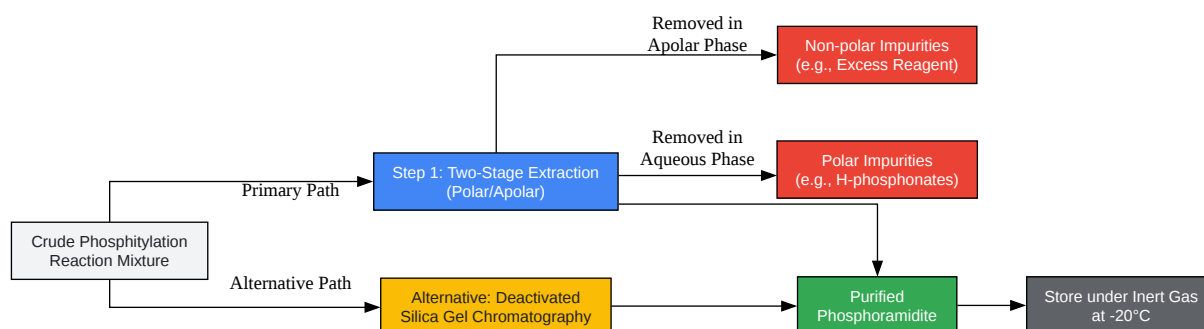 Removed in
Apolar Phase
Non-polar Impurities
(e.g., Excess Reagent)
Removed in
Aqueous Phase
Step 1: Two-Stage Extraction
(Polar/Apolar)
Polar Impurities
(e.g., H-phosphonates)
Primary Path
Crude Phosphitylation
Reaction Mixture
Alternative Path
Alternative: Deactivated
Silica Gel Chromatography
Purified
Phosphoramidite
Store under Inert Gas
at -20°C